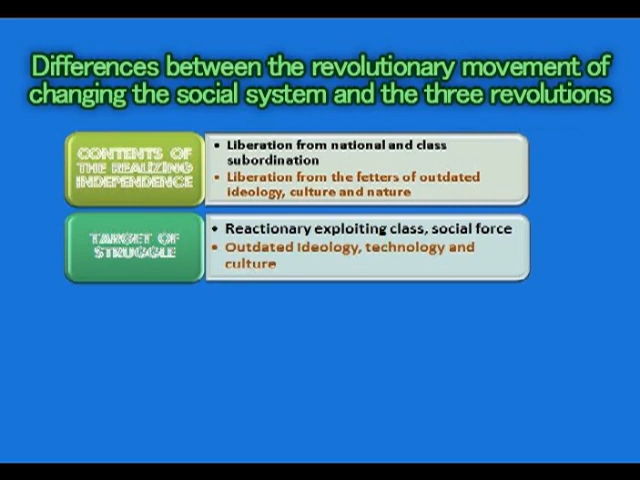 Differences between the revolutionary movement of
changing the social system and the three revolutions
CONTENTS OF
THE REALIZING
INDEPENDENCE
• Liberation from national and class
subordination
• Liberation from the fetters of outdated
ideology, culture and nature
TARGET OF
STRUGGLE
• Reactionary exploiting class, social force
• Outdated ideology, technology and
culture